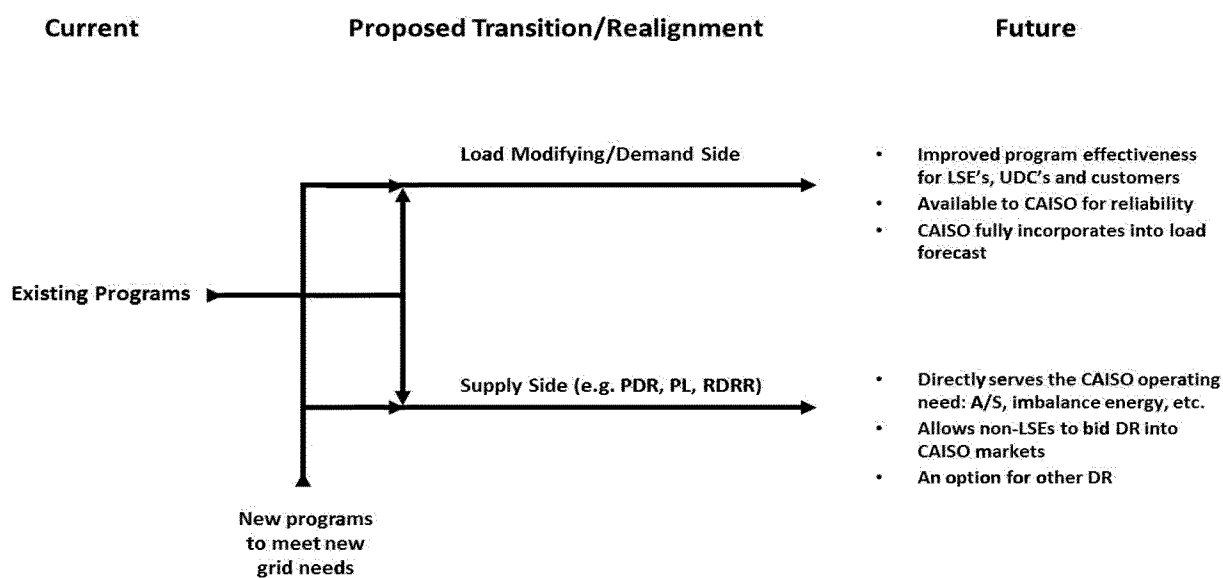 Current
Proposed Transition/Realignment
Future
Load Modifying/Demand Side
• Improved program effectiveness
for LSE's, UDC's and customers
• Available to CAISO for reliability
• CAISO fully incorporates into load
forecast
Existing Programs
Supply Side (e.g. PDR, PL, RDRR)
• Directly serves the CAISO operating
need: A/S, imbalance energy, etc.
• Allows non-LSEs to bid DR into
CAISO markets
• An option for other DR
New programs
to meet new
grid needs